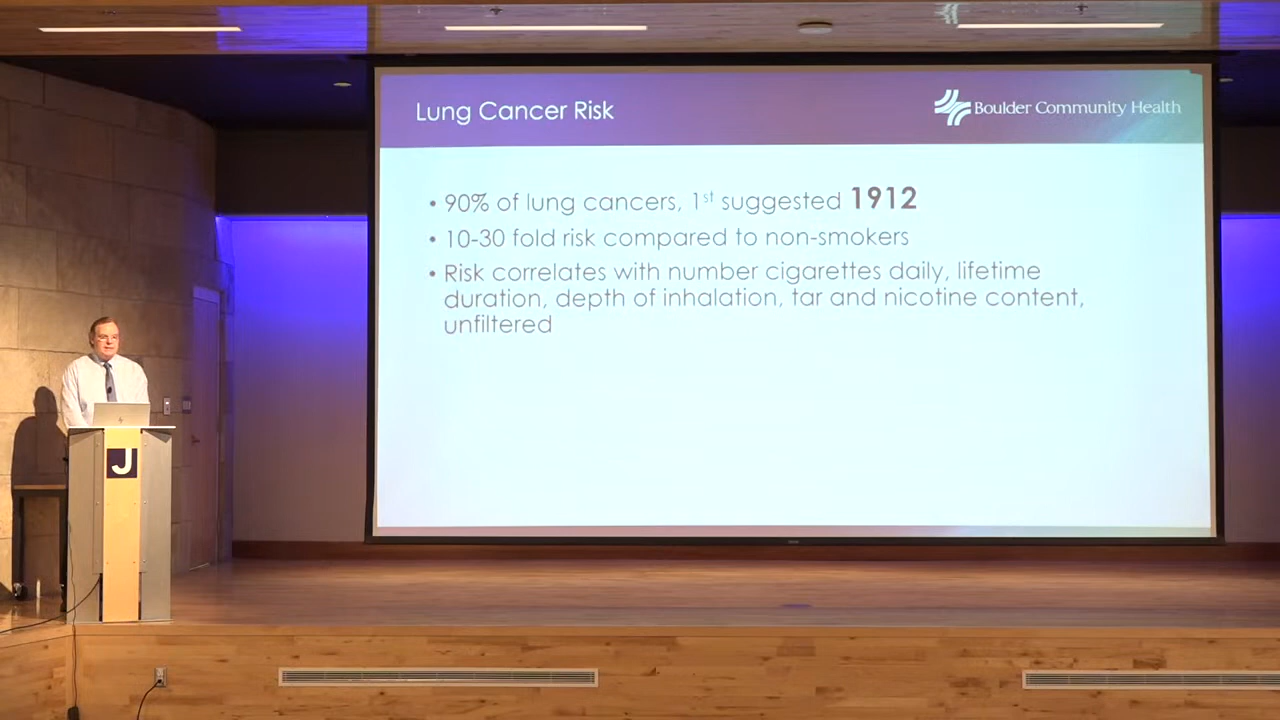 Lung Cancer Risk
Boulder Community Health
• 90% of lung cancers, 1st suggested 1912
• 10-30 fold risk compared to non-smokers
• Risk correlates with number cigarettes daily, lifetime
duration, depth of inhalation, tar and nicotine content,
unfiltered
J